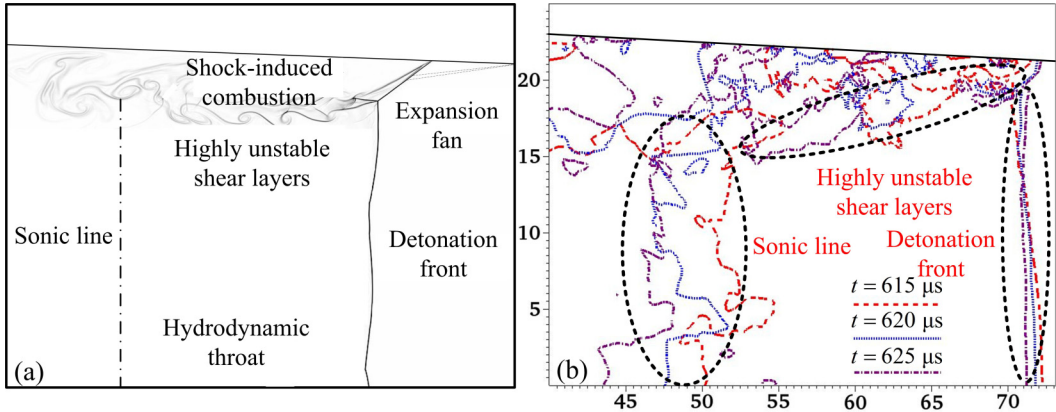 (a)
Shock-induced
combustion
Expansion
fan
Highly unstable
shear layers
Sonic line
Detonation
front
Hydrodynamic
throat
(b)
20
15
10
5
45
50
55
60
65
70
Highly unstable
shear layers
Sonic line
Detonation
front
t = 615 μs
t = 620 μs
t = 625 μs